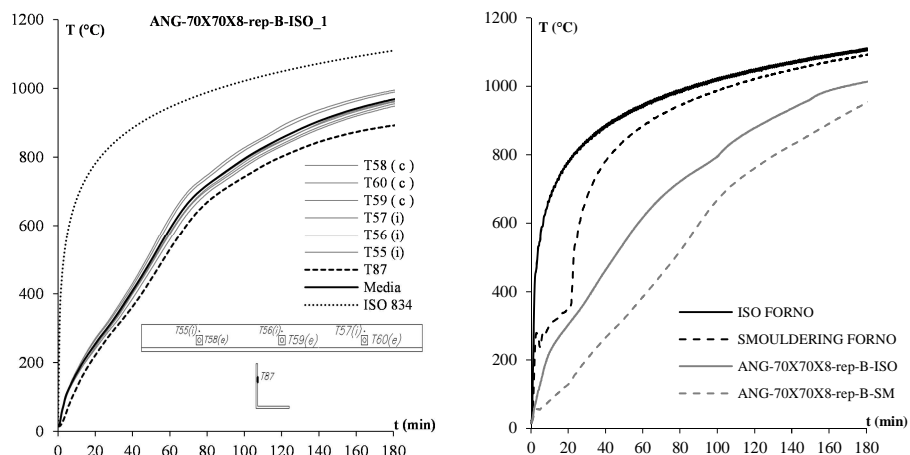 ANG-70X70X8-rep-B-ISO_1
T (°C)
1200
1000
800
600
400
200
0
T58 ( c )
T60 ( c )
T59 ( c )
T57 (i)
T56 (i)
T55 (i)
T87
Media
ISO 834
T55(i) T56(i) T57(i)
T58(e) T59(e) T60(e)
T87
t (min)
0 20 40 60 80 100 120 140 160 180
T (°C)
1200
1000
800
600
400
200
0
ISO FORNO
SMOULDERING FORNO
ANG-70X70X8-rep-B-ISO
ANG-70X70X8-rep-B-SM
t (min)
0 20 40 60 80 100 120 140 160 180